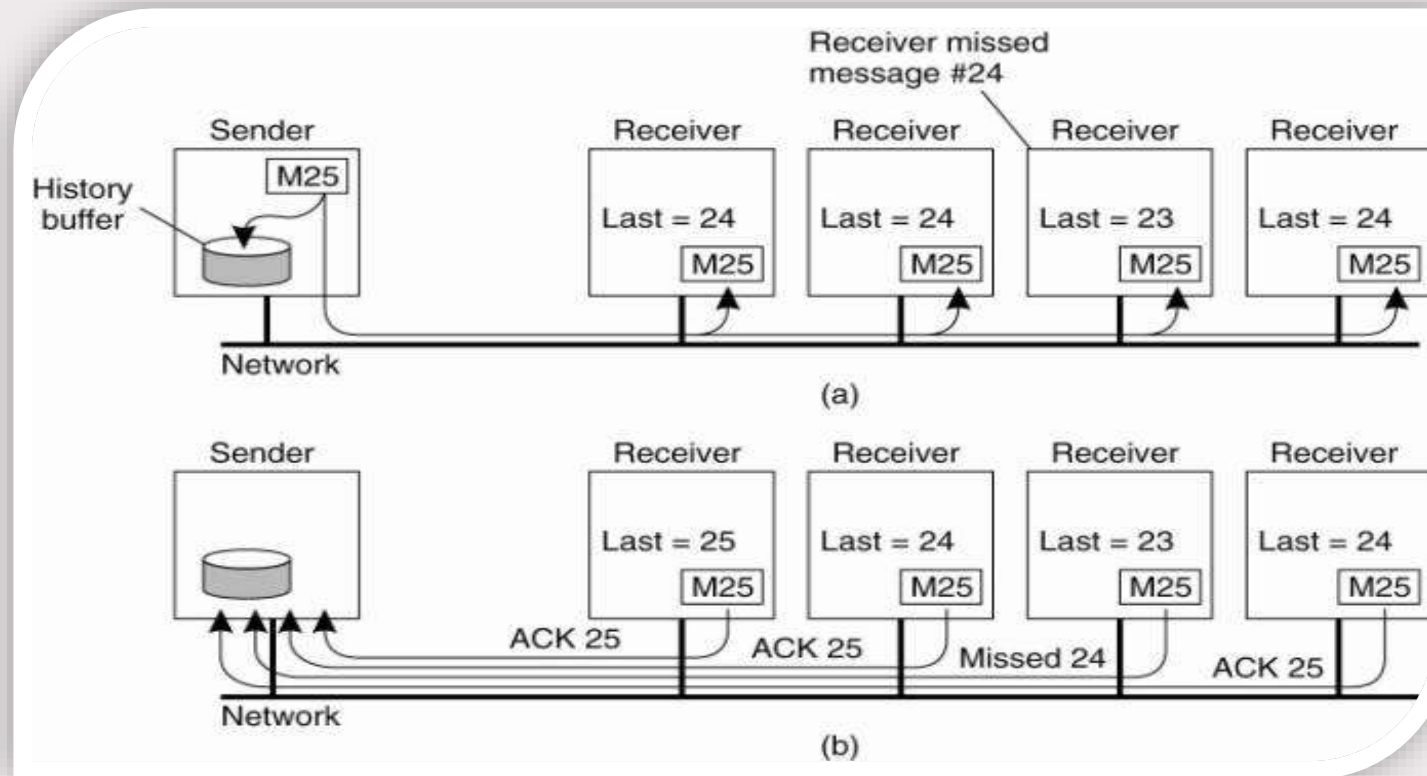 Receiver missed
message #24
Sender
Receiver
Receiver
Receiver
Receiver
M25
History
buffer
Last = 24
Last = 24
Last = 23
Last = 24
M25
M25
M25
M25
Network
(a)
Sender
Receiver
Receiver
Receiver
Receiver
Last = 25
Last = 24
Last = 23
Last = 24
M25
M25
M25
M25
ACK 25
ACK 25
Missed 24
ACK 25
Network
(b)